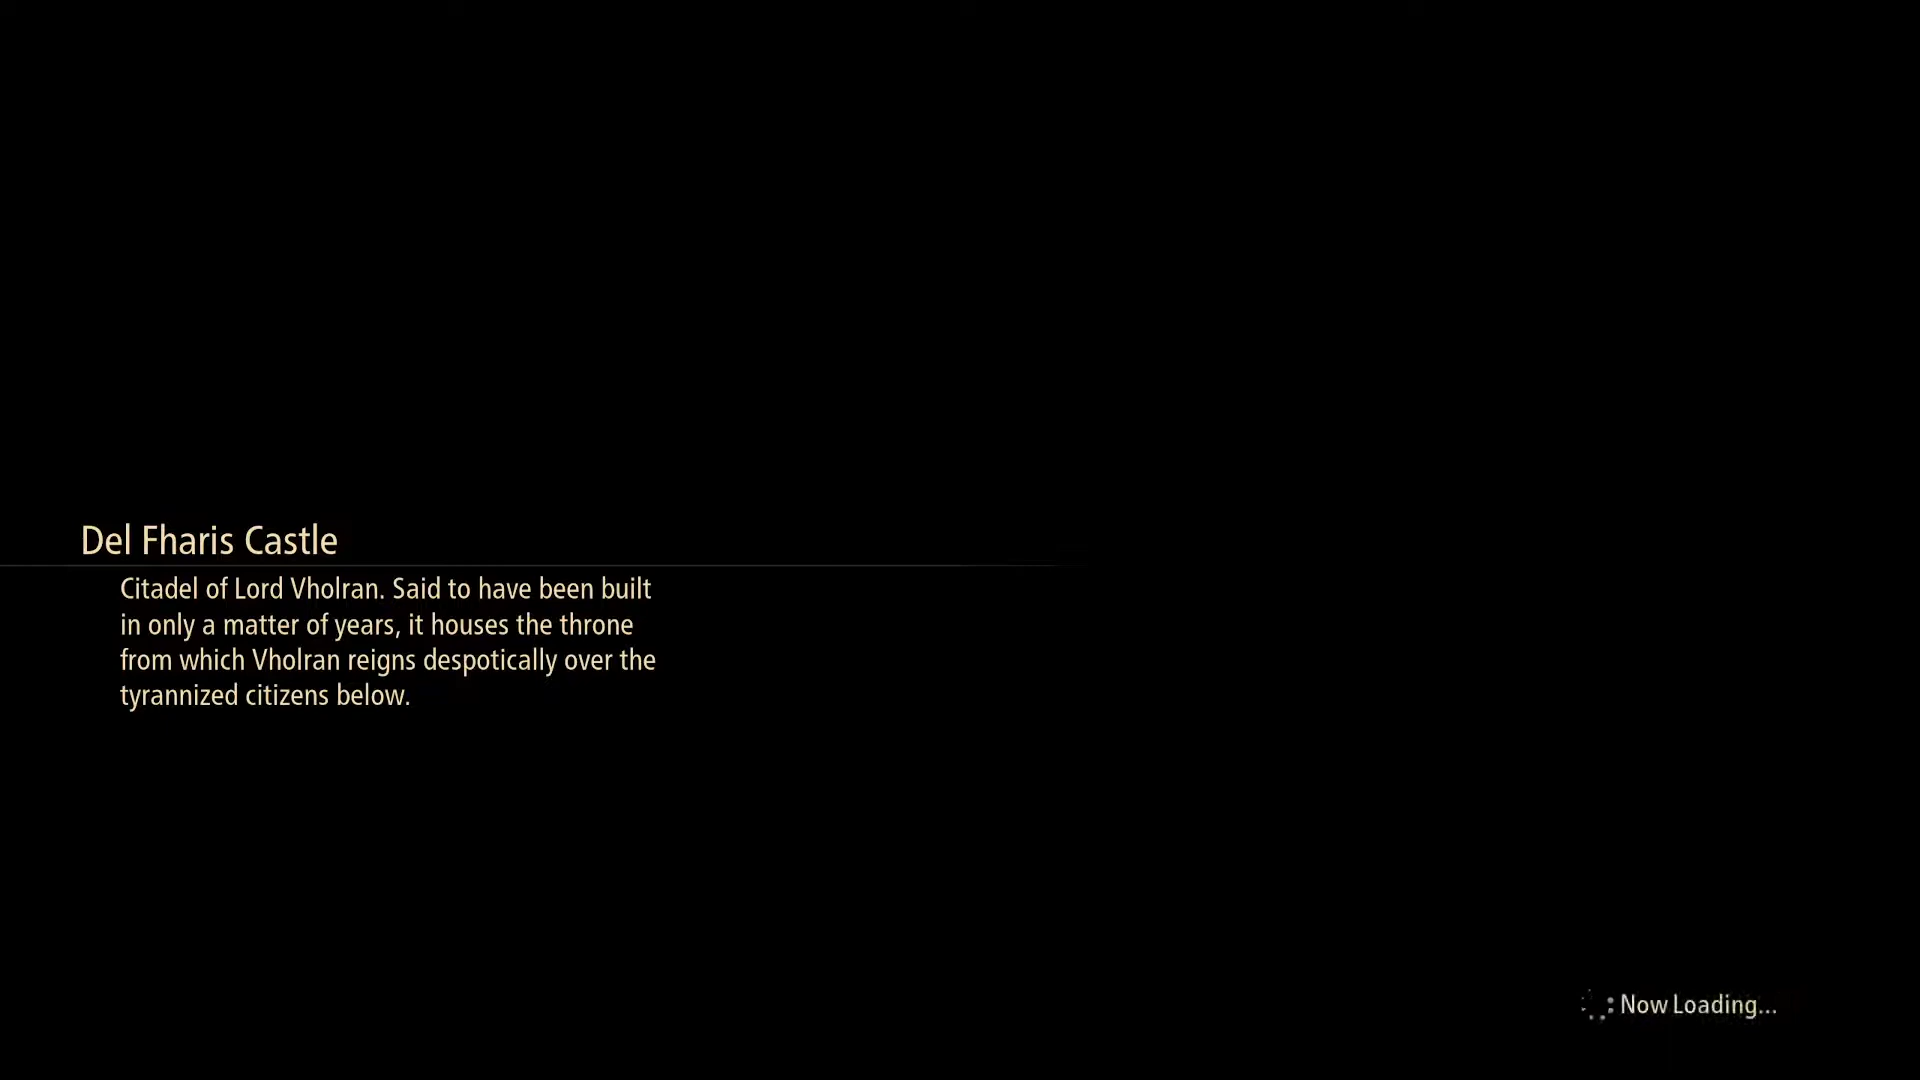 Del Fharis Castle
Citadel of Lord Vholran. Said to have been built
in only a matter of years, it houses the throne
from which Vholran reigns despotically over the
tyrannized citizens below.
Now Loading...